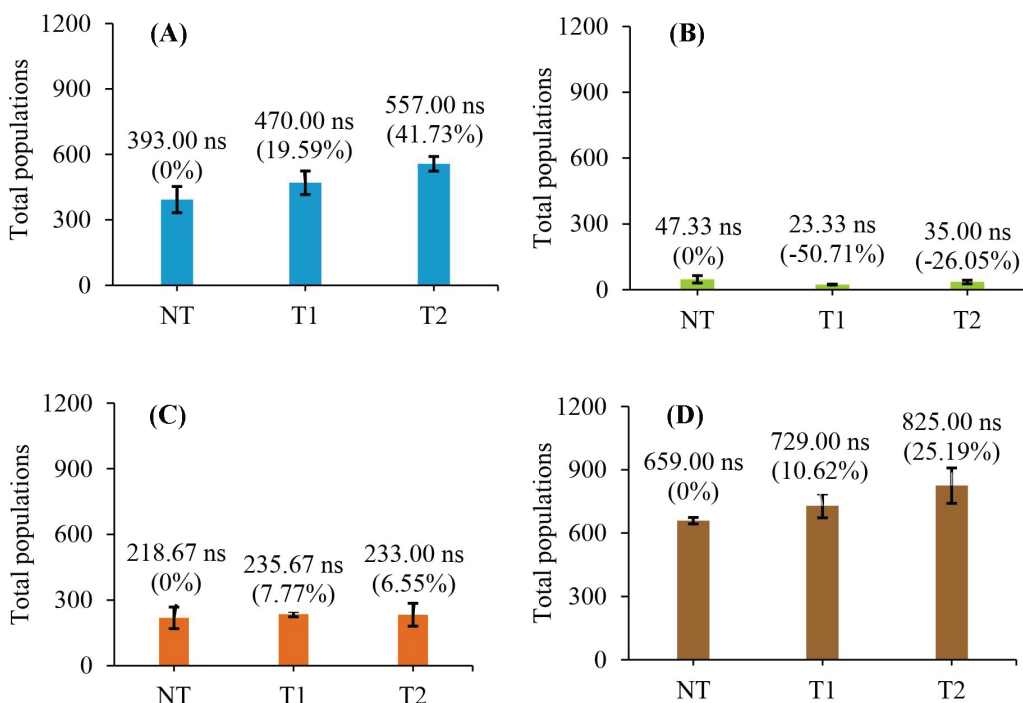 (A)
Total populations
1200
900
600
300
0
393.00 ns
(0%)
470.00 ns
(19.59%)
557.00 ns
(41.73%)
NT
T1
T2
(B)
Total populations
1200
900
600
300
0
47.33 ns
(0%)
23.33 ns
(-50.71%)
35.00 ns
(-26.05%)
NT
T1
T2
(C)
Total populations
1200
900
600
300
0
218.67 ns
(0%)
235.67 ns
(7.77%)
233.00 ns
(6.55%)
NT
T1
T2
(D)
Total populations
1200
900
600
300
0
659.00 ns
(0%)
729.00 ns
(10.62%)
825.00 ns
(25.19%)
NT
T1
T2